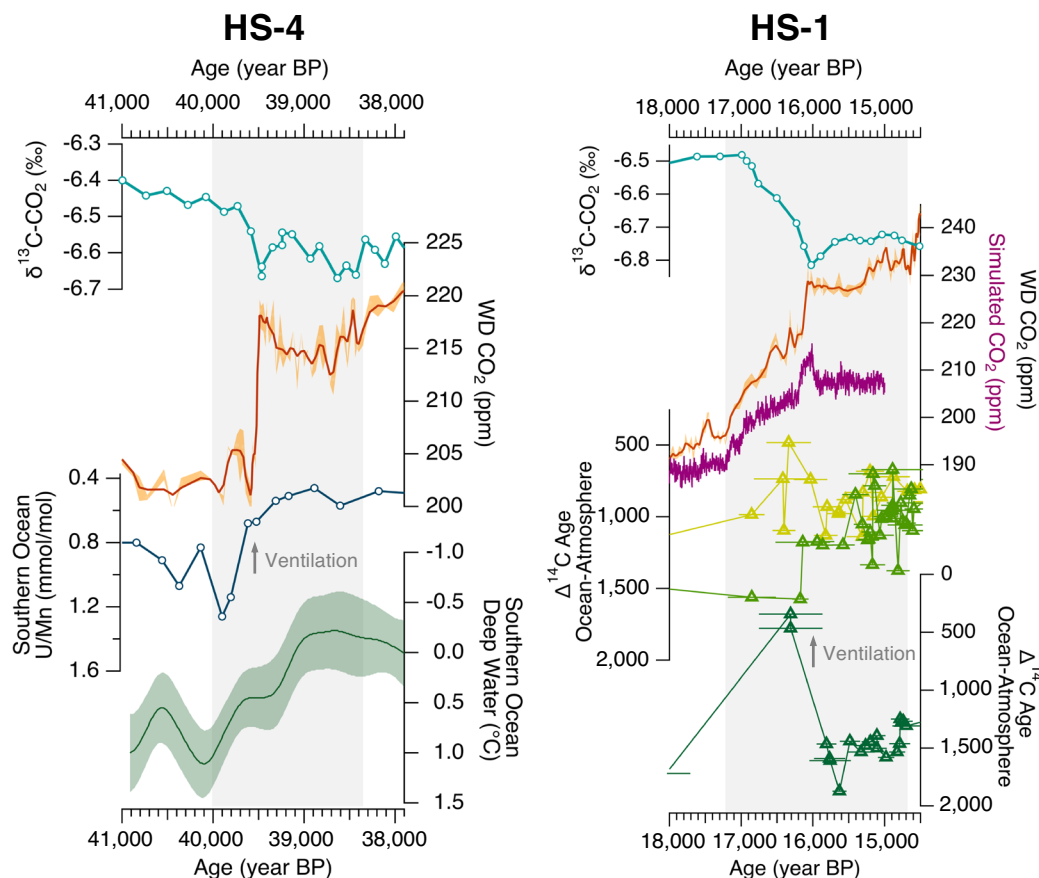 HS-4
Age (year BP)
41,000 40,000 39,000 38,000
δ¹³C-CO₂ (‰)
-6.3
-6.4
-6.5
-6.6
-6.7
WD CO₂ (ppm)
225
220
215
210
205
200
Southern Ocean
U/Mn (mmol/mol)
0.4
0.8
1.2
1.6
Ventilation
Southern Ocean
Deep Water (°C)
-1.0
-0.5
0.0
0.5
1.0
1.5
41,000 40,000 39,000 38,000
Age (year BP)
HS-1
Age (year BP)
18,000 17,000 16,000 15,000
δ¹³C-CO₂ (‰)
-6.5
-6.6
-6.7
-6.8
WD CO₂ (ppm)
Simulated CO₂ (ppm)
240
230
220
210
200
190
Δ¹⁴C Age
Ocean-Atmosphere
500
1,000
1,500
2,000
Ventilation
Δ¹⁴C Age
Ocean-Atmosphere
0
500
1,000
1,500
2,000
18,000 17,000 16,000 15,000
Age (year BP)